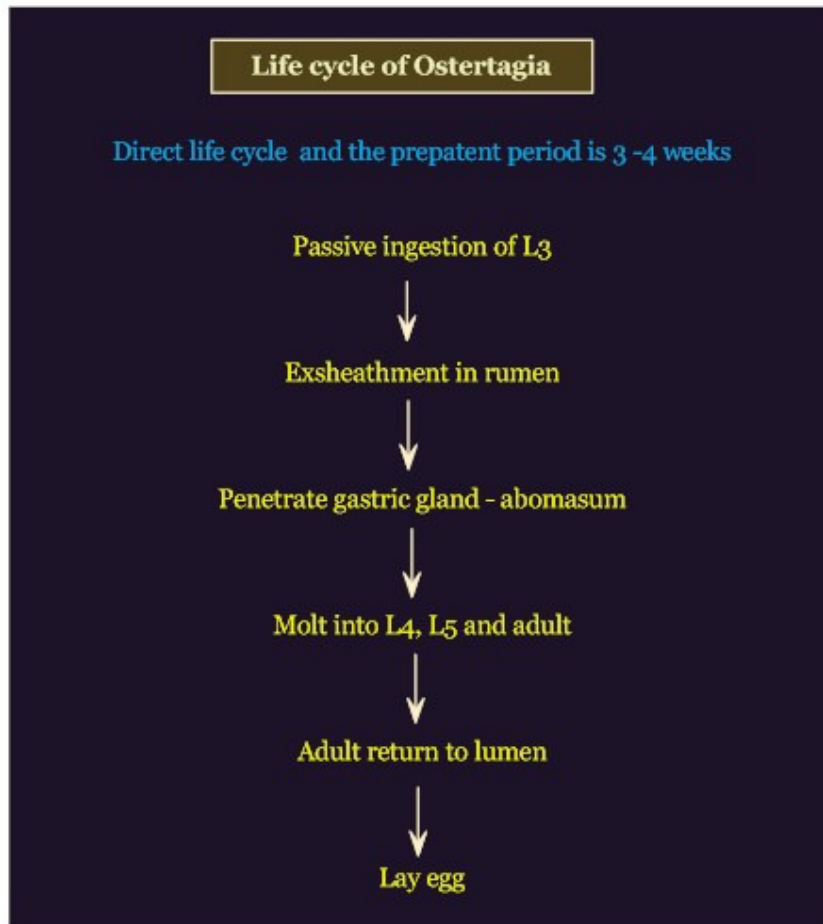 Life cycle of Ostertagia
Direct life cycle and the prepatent period is 3 -4 weeks
Passive ingestion of L3
Exsheathment in rumen
Penetrate gastric gland - abomasum
Molt into L4, L5 and adult
Adult return to lumen
Lay egg